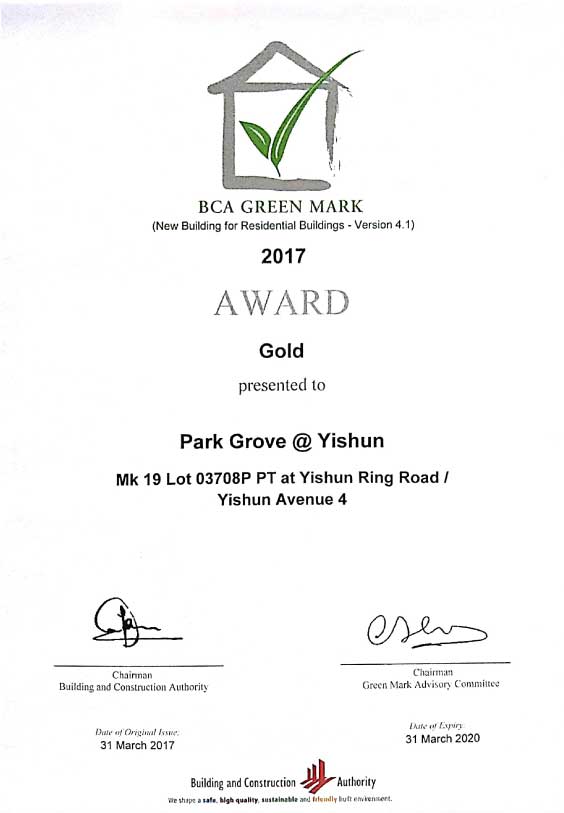 BCA GREEN MARK
(New Building for Residential Buildings - Version 4.1)
2017
AWARD
Gold
presented to
Park Grove @ Yishun
Mk 19 Lot 03708P PT at Yishun Ring Road /
Yishun Avenue 4
Chairman
Building and Construction Authority
Chairman
Green Mark Advisory Committee
Date of Original Issue:
31 March 2017
Date of Expiry:
31 March 2020
Building and Construction Authority
We shape a safe, high quality, sustainable and friendly built environment.